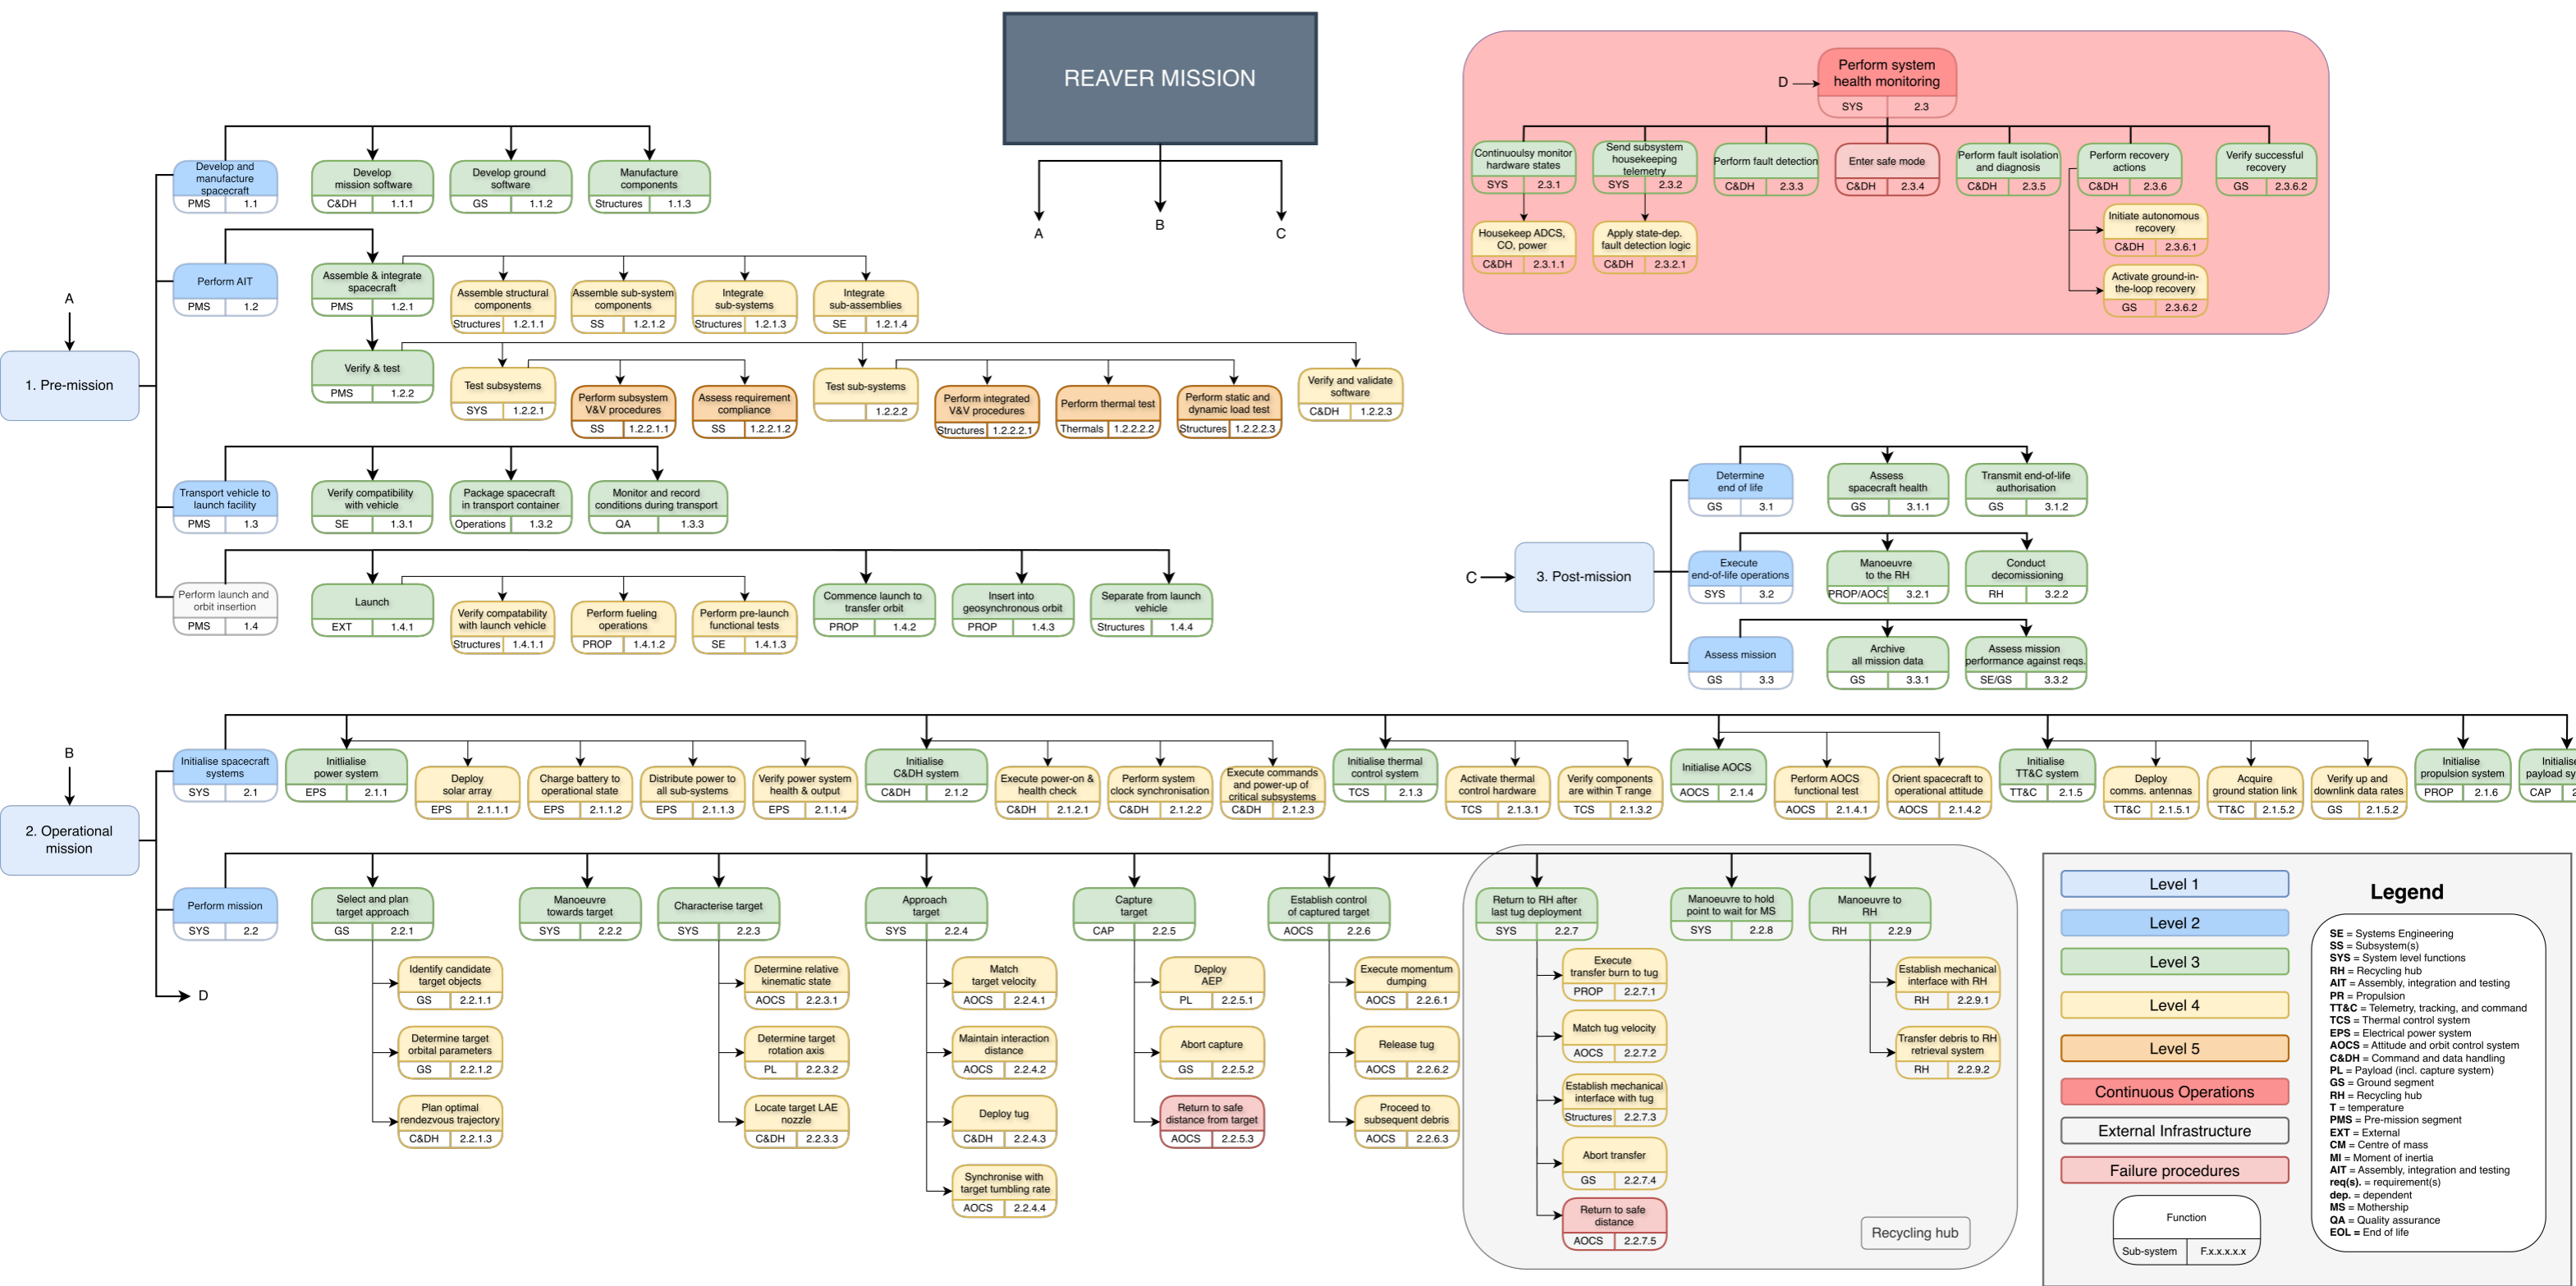 REAVER MISSION
A
B
C
A
1. Pre-mission
Develop and
manufacture
spacecraft
PMS 1.1
Develop
mission software
C&DH 1.1.1
Develop ground
software
GS 1.1.2
Manufacture
components
Structures 1.1.3
Perform AIT
PMS 1.2
Assemble & integrate
spacecraft
PMS 1.2.1
Assemble structural
components
Structures 1.2.1.1
Assemble sub-system
components
SS 1.2.1.2
Integrate
sub-systems
Structures 1.2.1.3
Integrate
sub-assemblies
SE 1.2.1.4
Verify & test
PMS 1.2.2
Test subsystems
SYS 1.2.2.1
Perform subsystem
V&V procedures
SS 1.2.2.1.1
Assess requirement
compliance
SS 1.2.2.1.2
Test sub-systems
1.2.2.2
Perform integrated
V&V procedures
Structures 1.2.2.2.1
Perform thermal test
Thermals 1.2.2.2.2
Perform static and
dynamic load test
Structures 1.2.2.2.3
Verify and validate
software
C&DH 1.2.2.3
Transport vehicle to
launch facility
PMS 1.3
Verify compatibility
with vehicle
SE 1.3.1
Package spacecraft
in transport container
Operations 1.3.2
Monitor and record
conditions during transport
QA 1.3.3
Perform launch and
orbit insertion
PMS 1.4
Launch
EXT 1.4.1
Verify compatability
with launch vehicle
Structures 1.4.1.1
Perform fueling
operations
PROP 1.4.1.2
Perform pre-launch
functional tests
SE 1.4.1.3
Commence launch to
transfer orbit
PROP 1.4.2
Insert into
geosynchronous orbit
PROP 1.4.3
Separate from launch
vehicle
Structures 1.4.4
D
Perform system
health monitoring
SYS 2.3
Continuoulsy monitor
hardware states
SYS 2.3.1
Send subsystem
housekeeping
telemetry
SYS 2.3.2
Perform fault detection
C&DH 2.3.3
Enter safe mode
C&DH 2.3.4
Perform fault isolation
and diagnosis
C&DH 2.3.5
Perform recovery
actions
C&DH 2.3.6
Verify successful
recovery
GS 2.3.6.2
Housekeep ADCS,
CO, power
C&DH 2.3.1.1
Apply state-dep.
fault detection logic
C&DH 2.3.2.1
Initiate autonomous
recovery
C&DH 2.3.6.1
Activate ground-in-
the-loop recovery
GS 2.3.6.2
C
3. Post-mission
Determine
end of life
GS 3.1
Assess
spacecraft health
GS 3.1.1
Transmit end-of-life
authorisation
GS 3.1.2
Execute
end-of-life operations
SYS 3.2
Manoeuvre
to the RH
PROP/AOCS 3.2.1
Conduct
decomissioning
RH 3.2.2
Assess mission
GS 3.3
Archive
all mission data
GS 3.3.1
Assess mission
performance against reqs.
SE/GS 3.3.2
B
2. Operational
mission
D
Initialise spacecraft
systems
SYS 2.1
Initlialise
power system
EPS 2.1.1
Deploy
solar array
EPS 2.1.1.1
Charge battery to
operational state
EPS 2.1.1.2
Distribute power to
all sub-systems
EPS 2.1.1.3
Verify power system
health & output
EPS 2.1.1.4
Initialise
C&DH system
C&DH 2.1.2
Execute power-on &
health check
C&DH 2.1.2.1
Perform system
clock synchronisation
C&DH 2.1.2.2
Execute commands
and power-up of
critical subsystems
C&DH 2.1.2.3
Initialise thermal
control system
TCS 2.1.3
Activate thermal
control hardware
TCS 2.1.3.1
Verify components
are within T range
TCS 2.1.3.2
Initialise AOCS
AOCS 2.1.4
Perform AOCS
functional test
AOCS 2.1.4.1
Orient spacecraft to
operational attitude
AOCS 2.1.4.2
Initialise
TT&C system
TT&C 2.1.5
Deploy
comms. antennas
TT&C 2.1.5.1
Acquire
ground station link
TT&C 2.1.5.2
Verify up and
downlink data rates
GS 2.1.5.2
Initialise
propulsion system
PROP 2.1.6
Initialise
payload sy
CAP 2
Perform mission
SYS 2.2
Select and plan
target approach
GS 2.2.1
Identify candidate
target objects
GS 2.2.1.1
Determine target
orbital parameters
GS 2.2.1.2
Plan optimal
rendezvous trajectory
C&DH 2.2.1.3
Manoeuvre
towards target
SYS 2.2.2
Characterise target
SYS 2.2.3
Determine relative
kinematic state
AOCS 2.2.3.1
Determine target
rotation axis
PL 2.2.3.2
Locate target LAE
nozzle
C&DH 2.2.3.3
Approach
target
SYS 2.2.4
Match
target velocity
AOCS 2.2.4.1
Maintain interaction
distance
AOCS 2.2.4.2
Deploy tug
C&DH 2.2.4.3
Synchronise with
target tumbling rate
AOCS 2.2.4.4
Capture
target
CAP 2.2.5
Deploy
AEP
PL 2.2.5.1
Abort capture
GS 2.2.5.2
Return to safe
distance from target
AOCS 2.2.5.3
Establish control
of captured target
AOCS 2.2.6
Execute momentum
dumping
AOCS 2.2.6.1
Release tug
AOCS 2.2.6.2
Proceed to
subsequent debris
AOCS 2.2.6.3
Return to RH after
last tug deployment
SYS 2.2.7
Execute
transfer burn to tug
PROP 2.2.7.1
Match tug velocity
AOCS 2.2.7.2
Establish mechanical
interface with tug
Structures 2.2.7.3
Abort transfer
GS 2.2.7.4
Return to safe
distance
AOCS 2.2.7.5
Manoeuvre to hold
point to wait for MS
SYS 2.2.8
Manoeuvre to
RH
RH 2.2.9
Establish mechanical
interface with RH
RH 2.2.9.1
Transfer debris to RH
retrieval system
RH 2.2.9.2
Recycling hub
Level 1
Level 2
Level 3
Level 4
Level 5
Continuous Operations
External Infrastructure
Failure procedures
Function
Sub-system F.x.x.x.x.x
Legend
SE = Systems Engineering
SS = Subsystem(s)
SYS = System level functions
RH = Recycling hub
AIT = Assembly, integration and testing
PR = Propulsion
TT&C = Telemetry, tracking, and command
TCS = Thermal control system
EPS = Electrical power system
AOCS = Attitude and orbit control system
C&DH = Command and data handling
PL = Payload (incl. capture system)
GS = Ground segment
RH = Recycling hub
T = temperature
PMS = Pre-mission segment
EXT = External
CM = Centre of mass
MI = Moment of inertia
AIT = Assembly, integration and testing
req(s). = requirement(s)
dep. = dependent
MS = Mothership
QA = Quality assurance
EOL = End of life